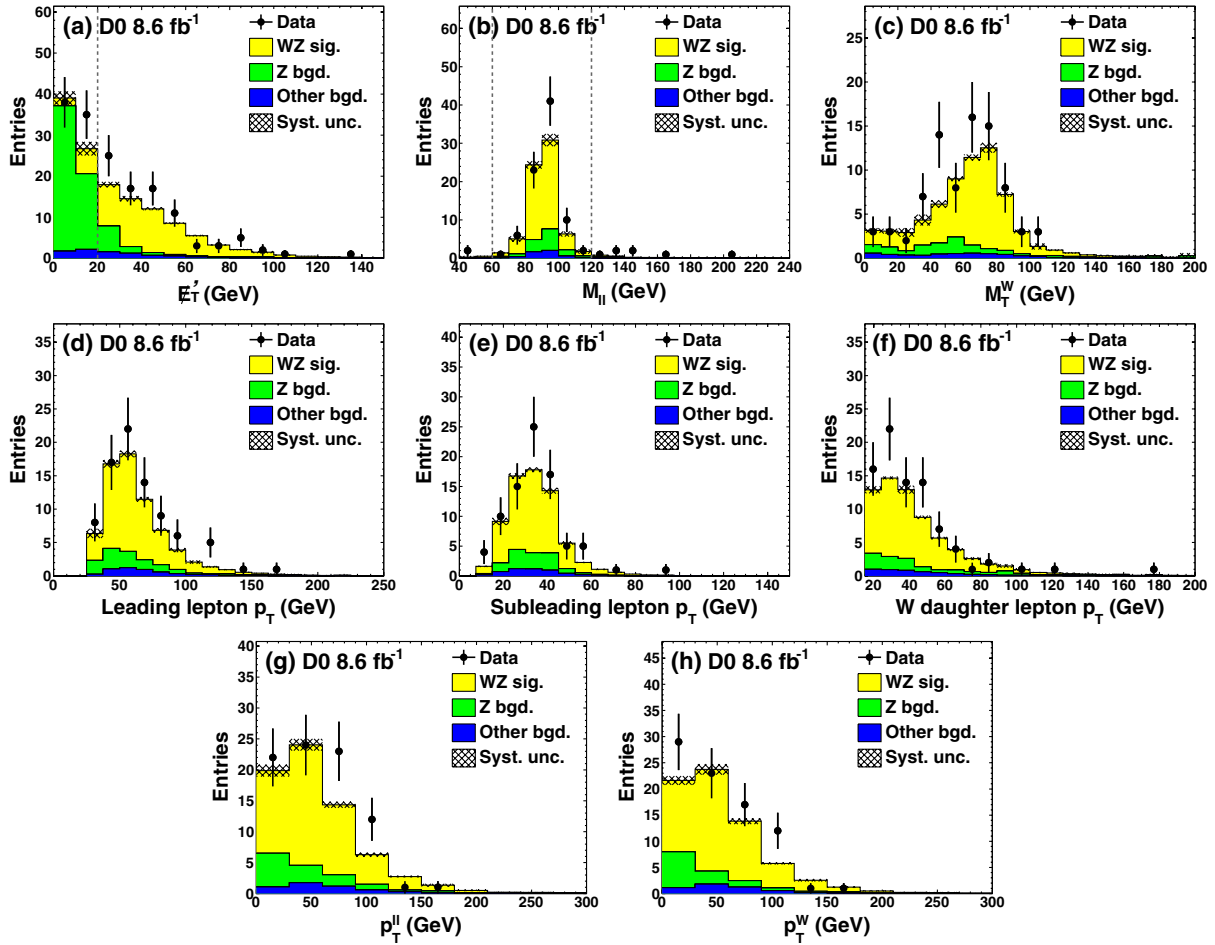 (a) D0 8.6 fb⁻¹
Data
WZ sig.
Z bgd.
Other bgd.
Syst. unc.
Entries
60
50
40
30
20
10
0
0 20 40 60 80 100 120 140
E̸_T′ (GeV)
(b) D0 8.6 fb⁻¹
Data
WZ sig.
Z bgd.
Other bgd.
Syst. unc.
Entries
60
50
40
30
20
10
0
40 60 80 100 120 140 160 180 200 220 240
M_ll (GeV)
(c) D0 8.6 fb⁻¹
Data
WZ sig.
Z bgd.
Other bgd.
Syst. unc.
Entries
25
20
15
10
5
0
0 20 40 60 80 100 120 140 160 180 200
M_T^W (GeV)
(d) D0 8.6 fb⁻¹
Data
WZ sig.
Z bgd.
Other bgd.
Syst. unc.
Entries
35
30
25
20
15
10
5
0
0 50 100 150 200 250
Leading lepton p_T (GeV)
(e) D0 8.6 fb⁻¹
Data
WZ sig.
Z bgd.
Other bgd.
Syst. unc.
Entries
40
35
30
25
20
15
10
5
0
0 20 40 60 80 100 120 140
Subleading lepton p_T (GeV)
(f) D0 8.6 fb⁻¹
Data
WZ sig.
Z bgd.
Other bgd.
Syst. unc.
Entries
35
30
25
20
15
10
5
0
20 40 60 80 100 120 140 160 180 200
W daughter lepton p_T (GeV)
(g) D0 8.6 fb⁻¹
Data
WZ sig.
Z bgd.
Other bgd.
Syst. unc.
Entries
40
35
30
25
20
15
10
5
0
0 50 100 150 200 250 300
p_T^ll (GeV)
(h) D0 8.6 fb⁻¹
Data
WZ sig.
Z bgd.
Other bgd.
Syst. unc.
Entries
45
40
35
30
25
20
15
10
5
0
0 50 100 150 200 250 300
p_T^W (GeV)